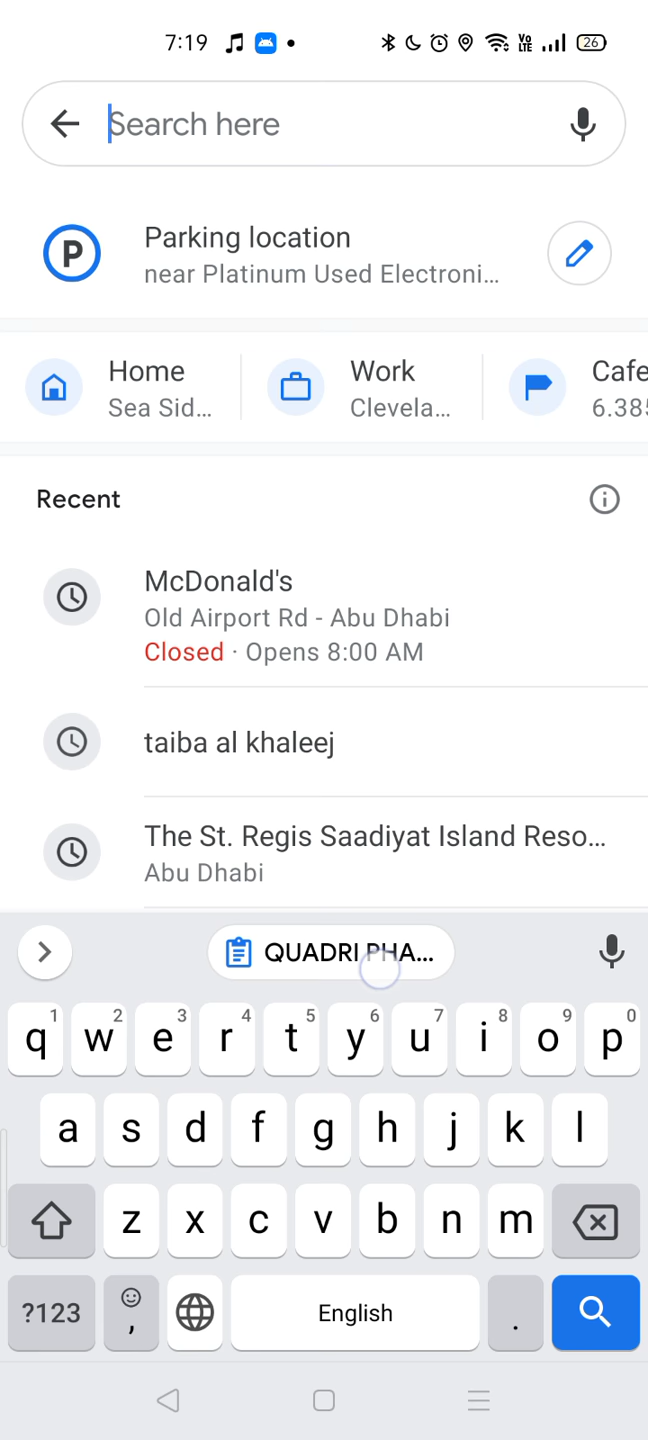 7:19 26
Search here
P Parking location
near Platinum Used Electroni...
Home Work Cafe
Sea Sid... Clevela... 6.385
Recent
McDonald's
Old Airport Rd - Abu Dhabi
Closed · Opens 8:00 AM
taiba al khaleej
The St. Regis Saadiyat Island Reso...
Abu Dhabi
QUADRI PHA...
1 2 3 4 5 6 7 8 9 0
q w e r t y u i o p
a s d f g h j k l
z x c v b n m
?123 , English .